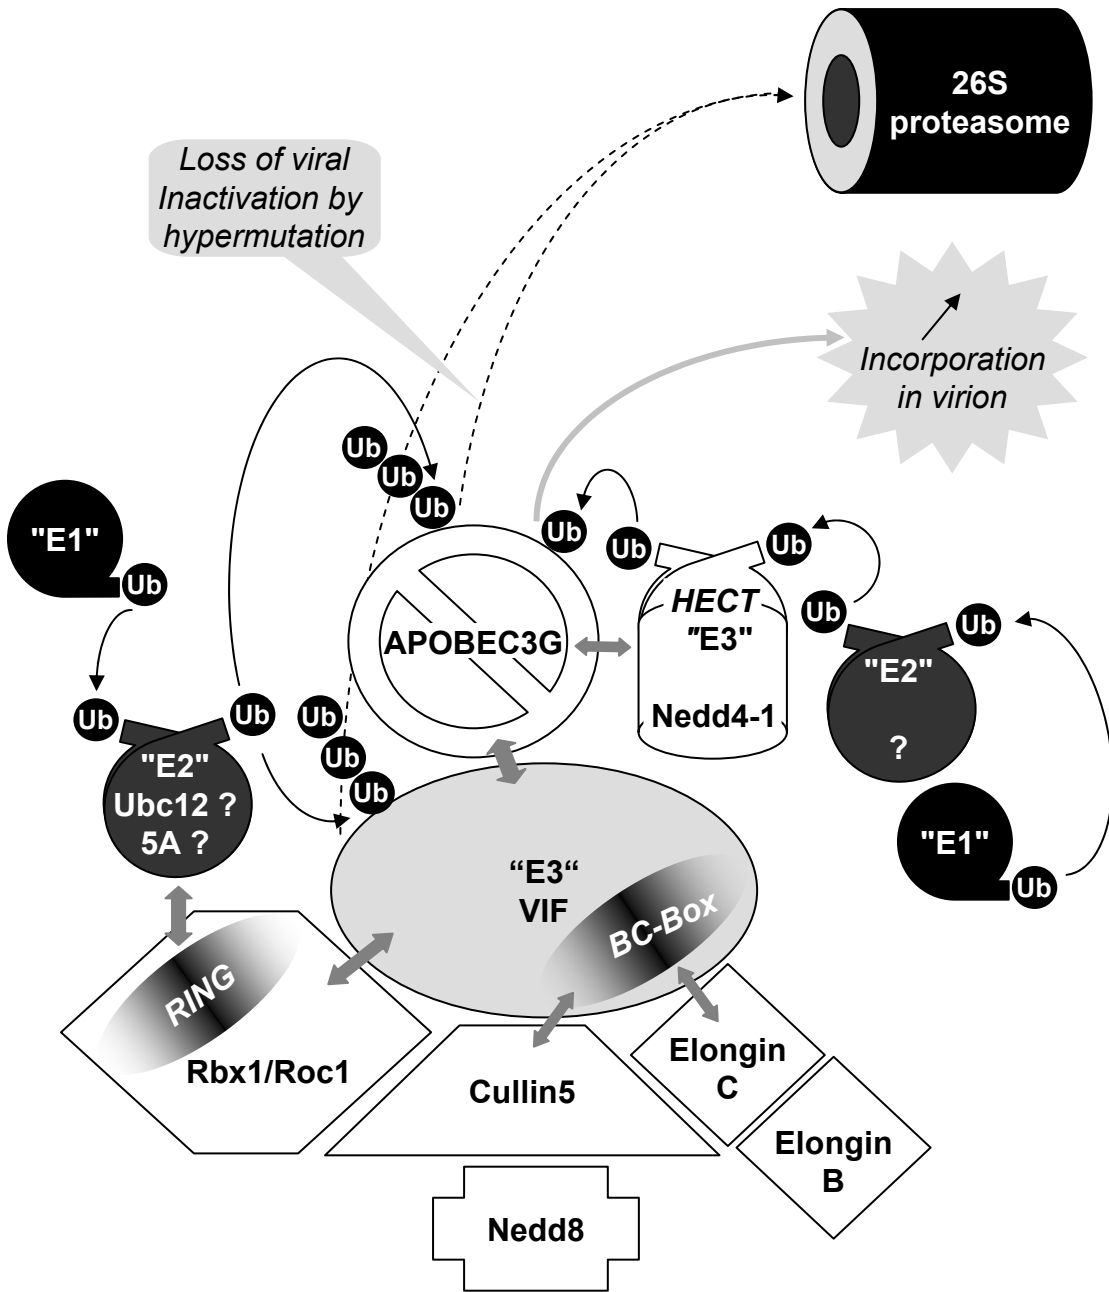 26S
proteasome
Loss of viral
Inactivation by
hypermutation
Incorporation
in virion
Ub
Ub
Ub
"E1"
Ub
Ub
Ub
Ub
HECT
"E3"
Nedd4-1
APOBEC3G
Ub
Ub
"E2"
?
Ub
Ub
"E2"
Ubc12 ?
5A ?
Ub
Ub
Ub
"E1"
Ub
“E3“
VIF
BC-Box
RING
Rbx1/Roc1
Cullin5
Elongin
C
Elongin
B
Nedd8